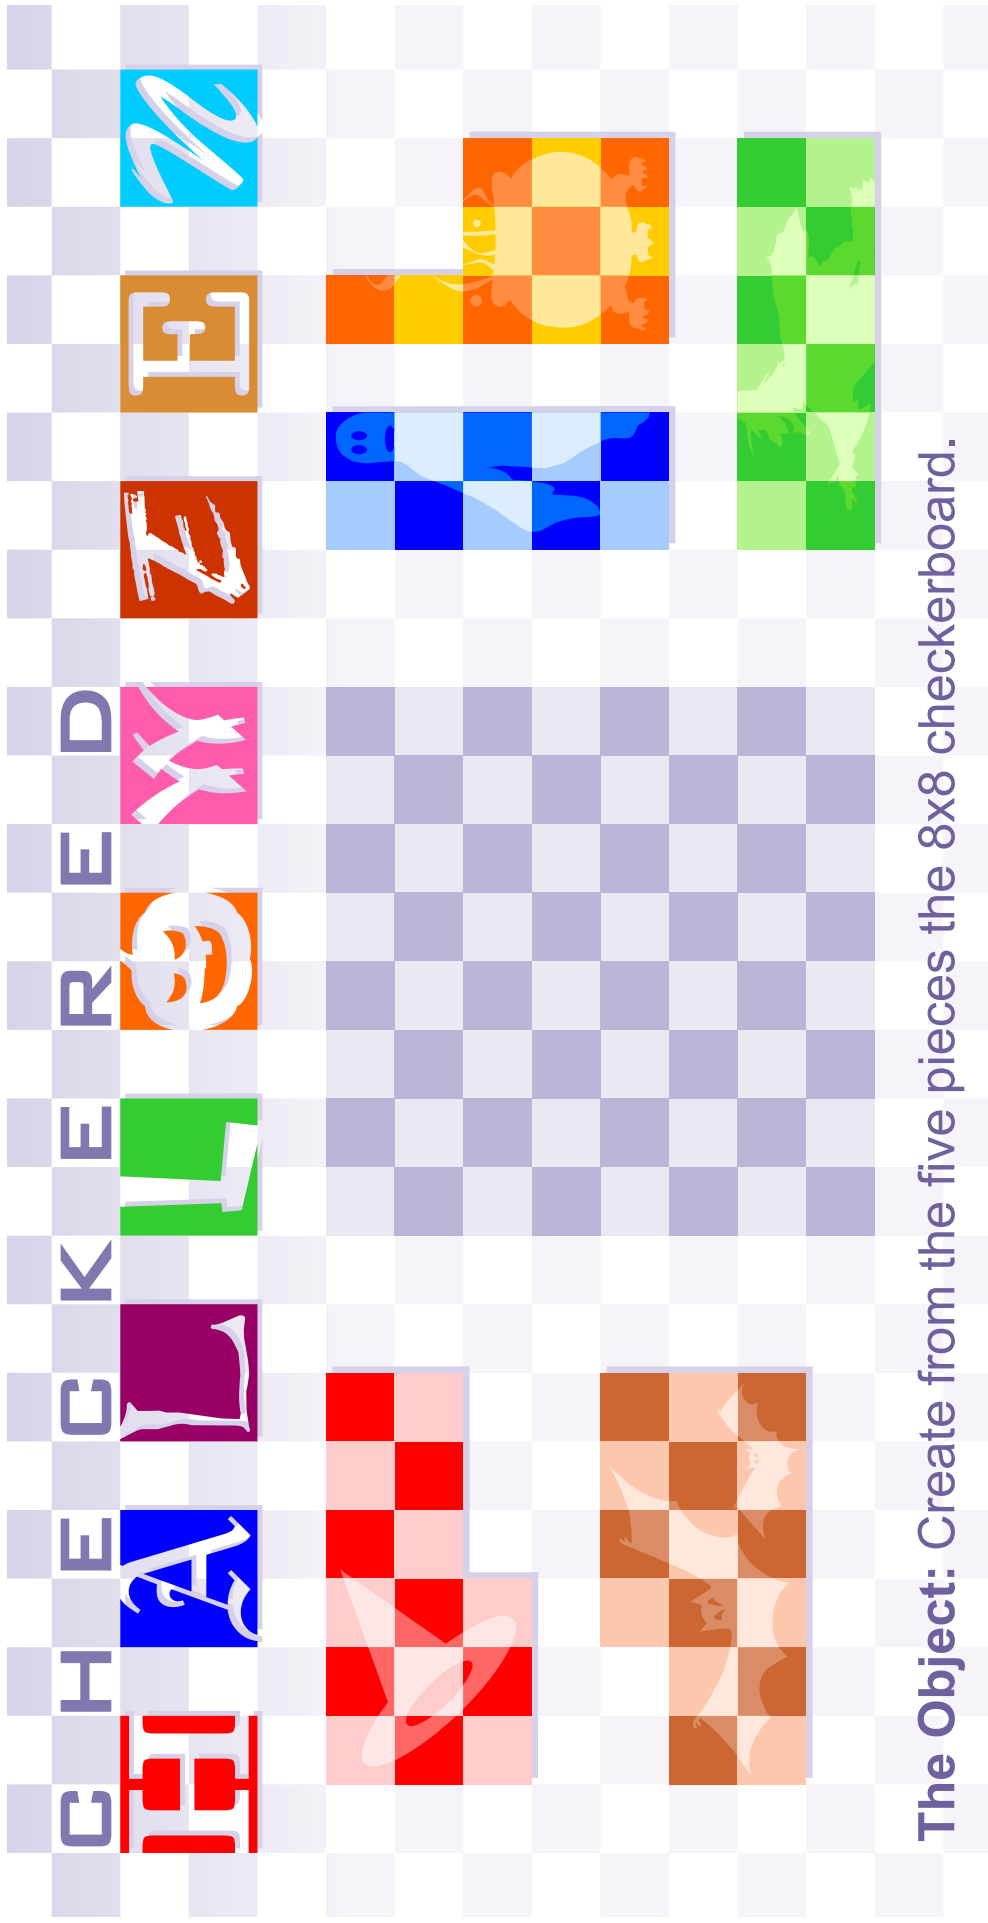 CHECKERED
HALLOWEEN
The Object: Create from the five pieces the 8x8 checkerboard.